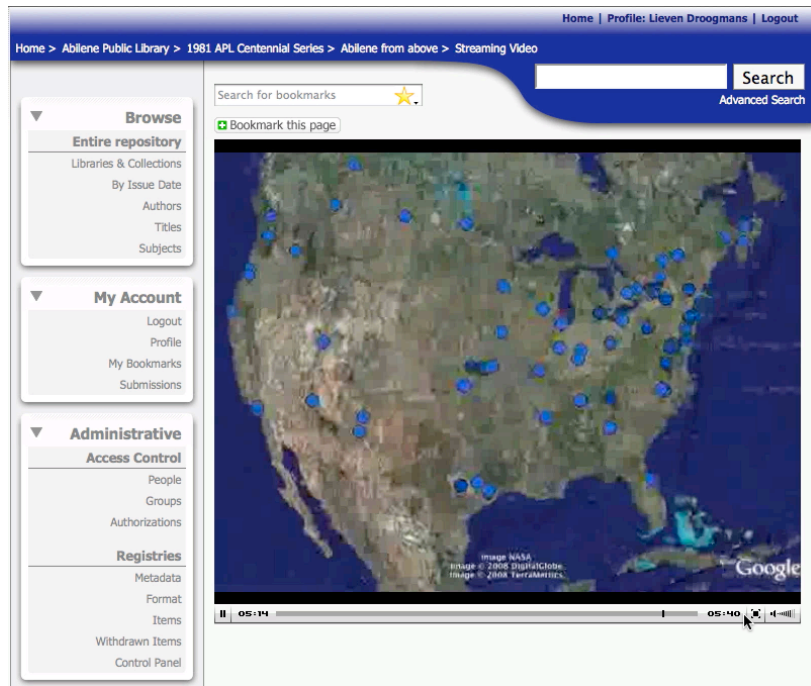 Home | Profile: Lieven Droogmans | Logout
Home > Abilene Public Library > 1981 APL Centennial Series > Abilene from above > Streaming Video
Search
Advanced Search
Search for bookmarks
Bookmark this page
Browse
Entire repository
Libraries & Collections
By Issue Date
Authors
Titles
Subjects
My Account
Logout
Profile
My Bookmarks
Submissions
Administrative
Access Control
People
Groups
Authorizations
Registries
Metadata
Format
Items
Withdrawn Items
Control Panel
Image NASA
Image © 2008 DigitalGlobe
Image © 2008 TerraMetrics
Google
05:14 05:40